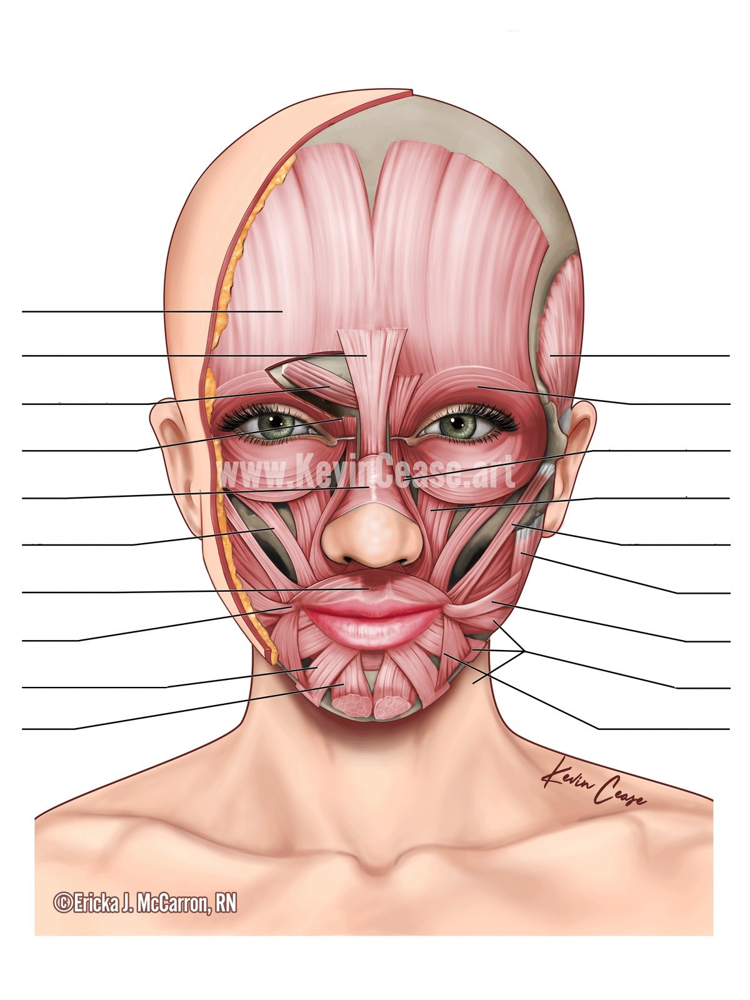 www.KevinCease.art
Kevin Cease
©Ericka J. McCarron, RN